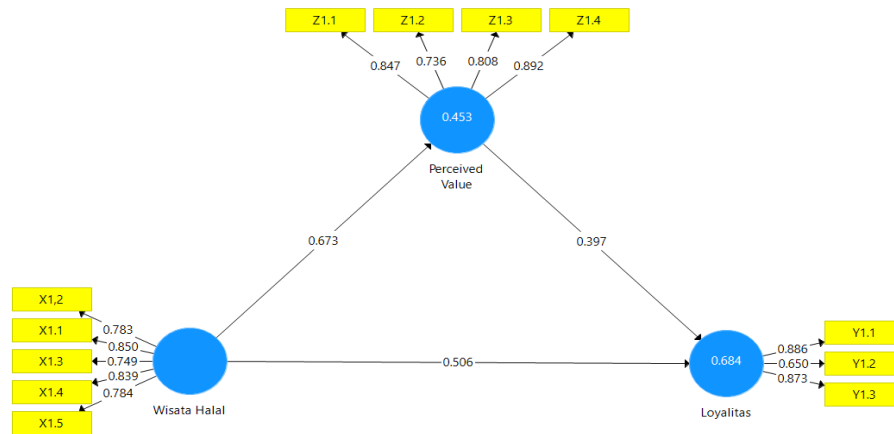 Z1.1
Z1.2
Z1.3
Z1.4
0.847
0.736
0.808
0.892
0.453
Perceived
Value
0.673
0.397
X1,2
X1.1
X1.3
X1.4
X1.5
0.783
0.850
0.749
0.839
0.784
Wisata Halal
0.506
0.684
Loyalitas
0.886
0.650
0.873
Y1.1
Y1.2
Y1.3